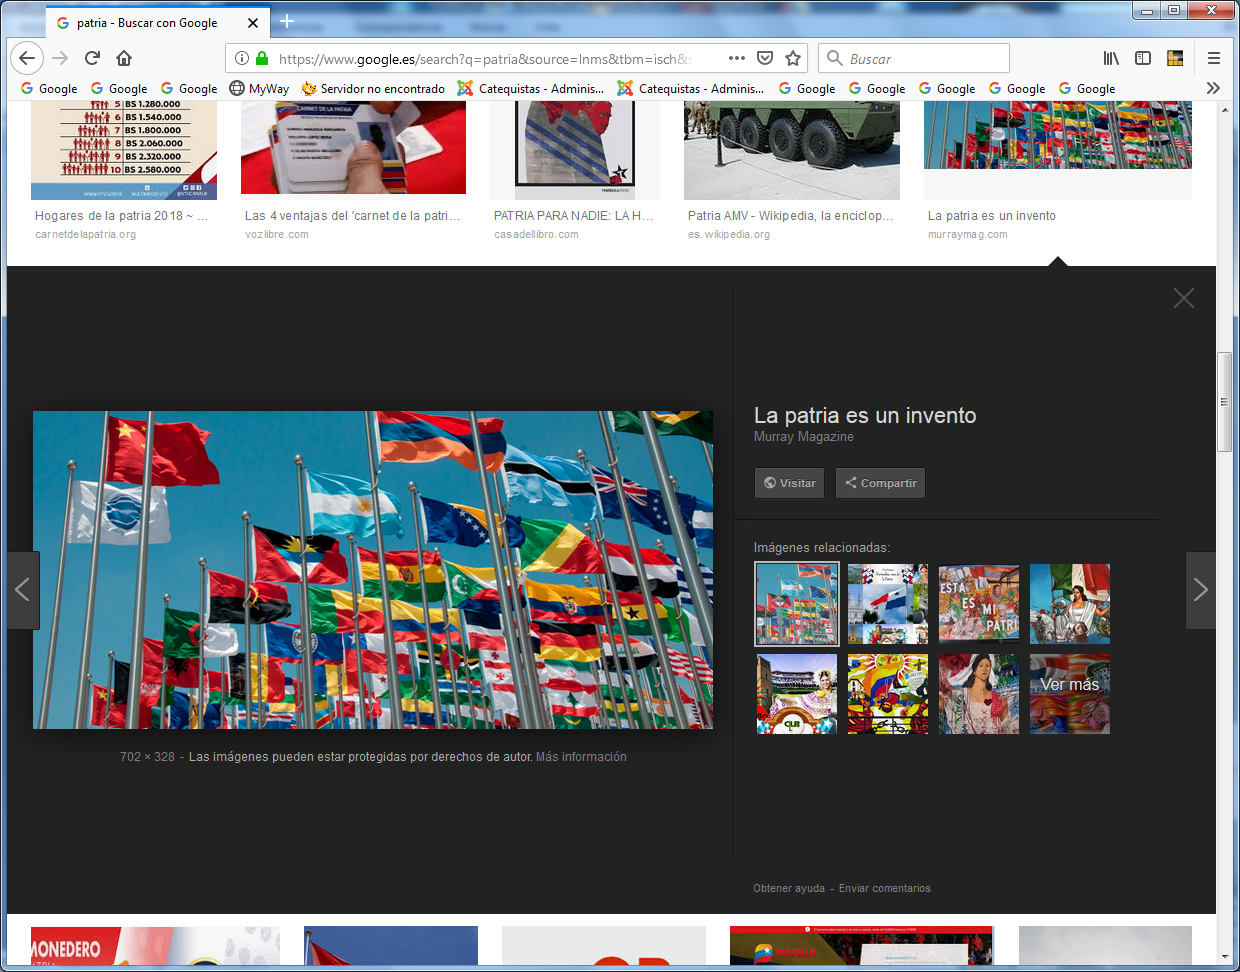 patria - Buscar con Google
https://www.google.es/search?q=patria&source=lnms&tbm=isch&s
Buscar
Google
Google
Google
MyWay
Servidor no encontrado
Catequistas - Adminis...
Catequistas - Adminis...
Google
Google
Google
Google
Google
5 BS 1.280.000
6 BS 1.540.000
7 BS 1.800.000
8 BS 2.060.000
9 BS 2.320.000
10 BS 2.580.000
CARNET DE LA PATRIA
Hogares de la patria 2018 ~ ...
carnetdelapatria.org
Las 4 ventajas del 'carnet de la patri...
vozlibre.com
PATRIA PARA NADIE: LA H...
casadellibro.com
Patria AMV - Wikipedia, la enciclop...
es.wikipedia.org
La patria es un invento
murraymag.com
La patria es un invento
Murray Magazine
Visitar
Compartir
Imágenes relacionadas:
ESTA
ES MI
PATRI
Ver más
702 × 328 - Las imágenes pueden estar protegidas por derechos de autor. Más información
Obtener ayuda - Enviar comentarios
MONEDERO
PATRIA